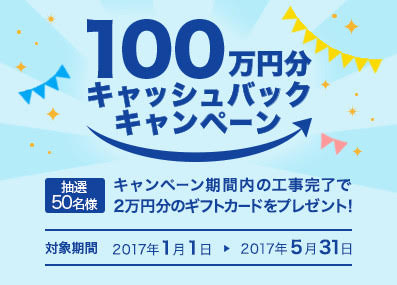 100万円分
キャッシュバック
キャンペーン
抽選
50名様
キャンペーン期間内の工事完了で
2万円分のギフトカードをプレゼント!
対象期間 2017年1月1日 ▶ 2017年5月31日